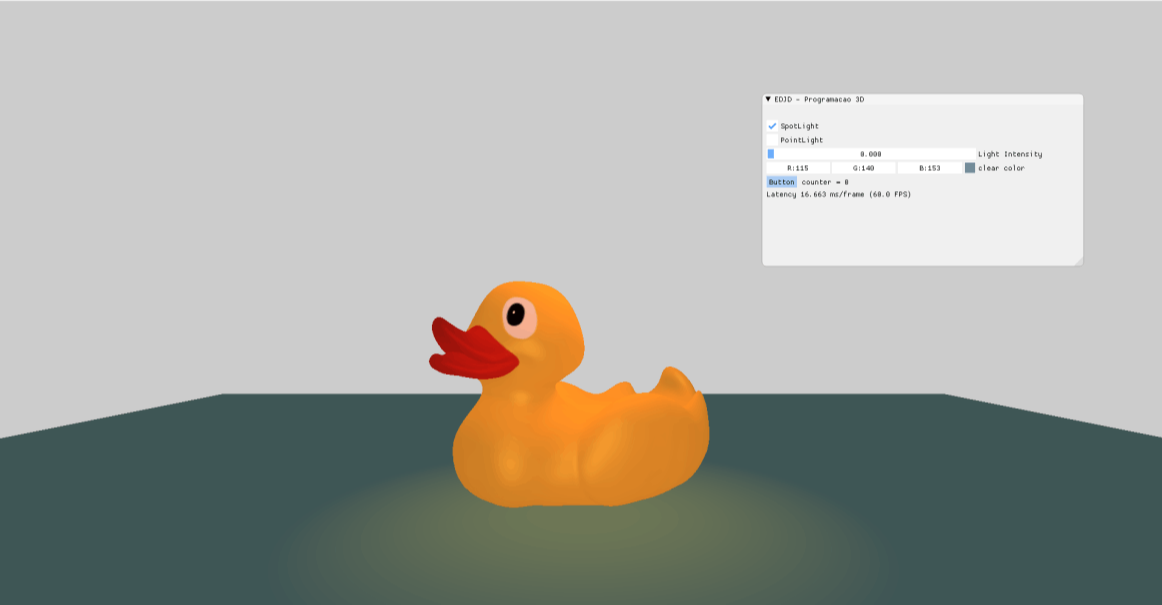 EDJD - Programacao 3D
SpotLight
PointLight
0.000 Light Intensity
R:115 G:140 B:153 clear color
Button counter = 0
Latency 16.663 ms/frame (60.0 FPS)